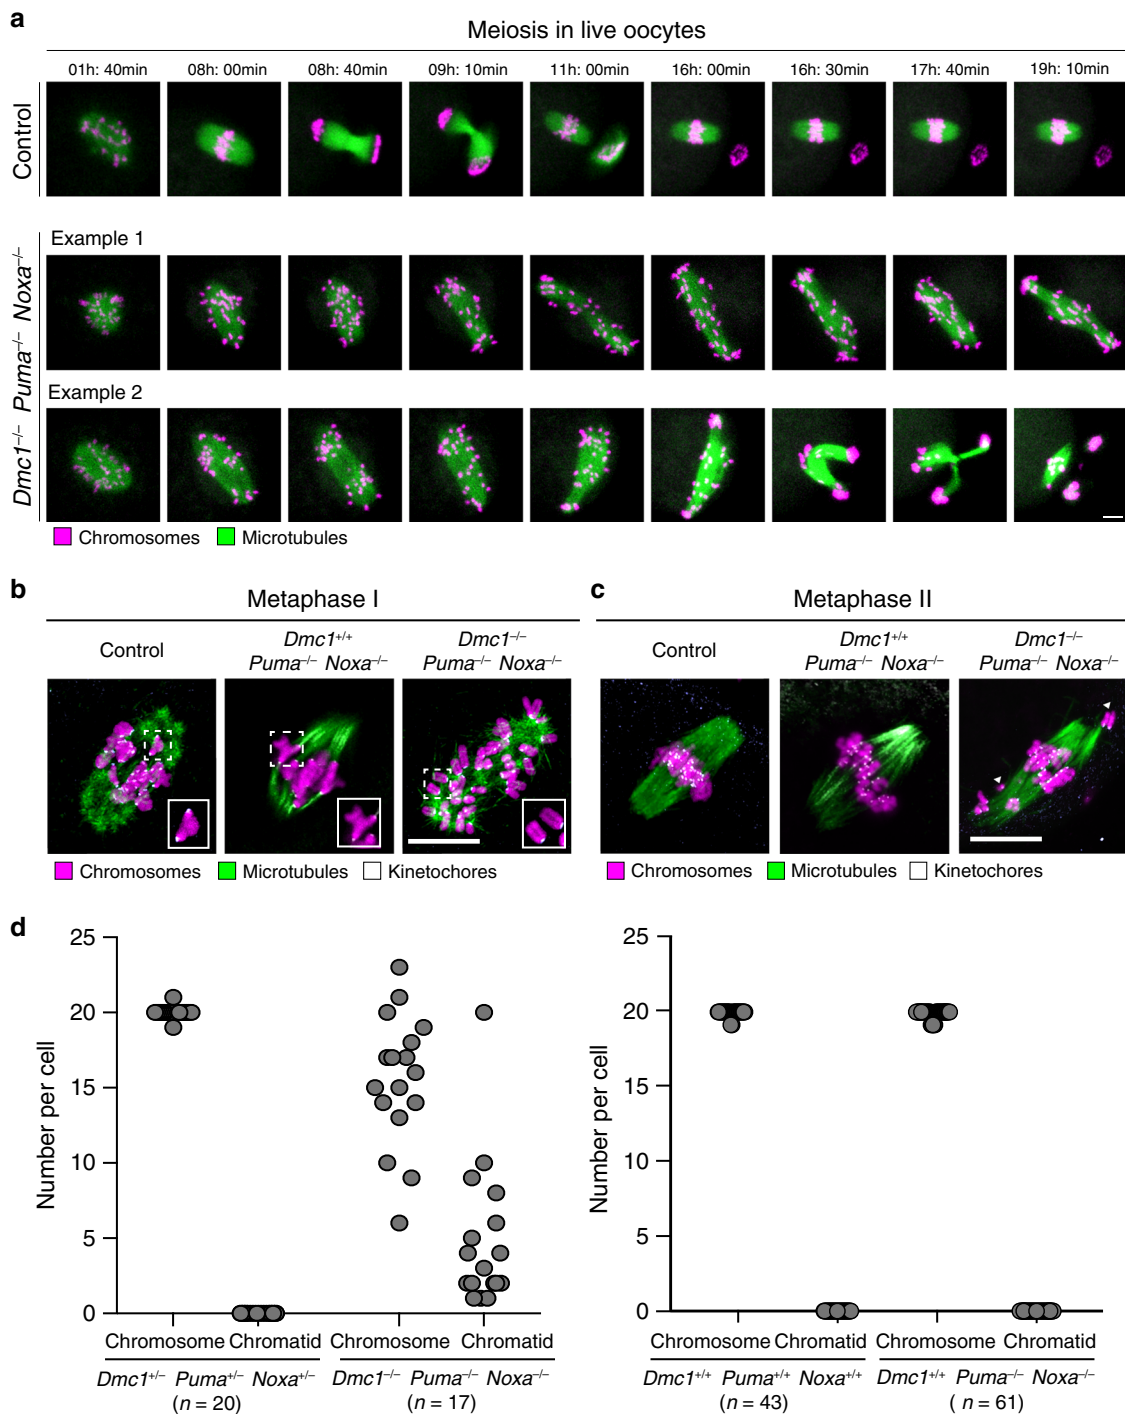 a
Meiosis in live oocytes
01h: 40min 08h: 00min 08h: 40min 09h: 10min 11h: 00min 16h: 00min 16h: 30min 17h: 40min 19h: 10min
Control
Dmc1–/– Puma–/– Noxa–/–
Example 1
Example 2
Chromosomes Microtubules
b
Metaphase I
Control
Dmc1+/+
Puma–/– Noxa–/–
Dmc1–/–
Puma–/– Noxa–/–
Chromosomes Microtubules Kinetochores
c
Metaphase II
Control
Dmc1+/+
Puma–/– Noxa–/–
Dmc1–/–
Puma–/– Noxa–/–
Chromosomes Microtubules Kinetochores
d
Number per cell
25
20
15
10
5
0
Chromosome Chromatid Chromosome Chromatid
Dmc1+/– Puma+/– Noxa+/– Dmc1–/– Puma–/– Noxa–/–
(n = 20) (n = 17)
Number per cell
25
20
15
10
5
0
Chromosome Chromatid Chromosome Chromatid
Dmc1+/+ Puma+/+ Noxa+/+ Dmc1+/+ Puma–/– Noxa–/–
(n = 43) ( n = 61)